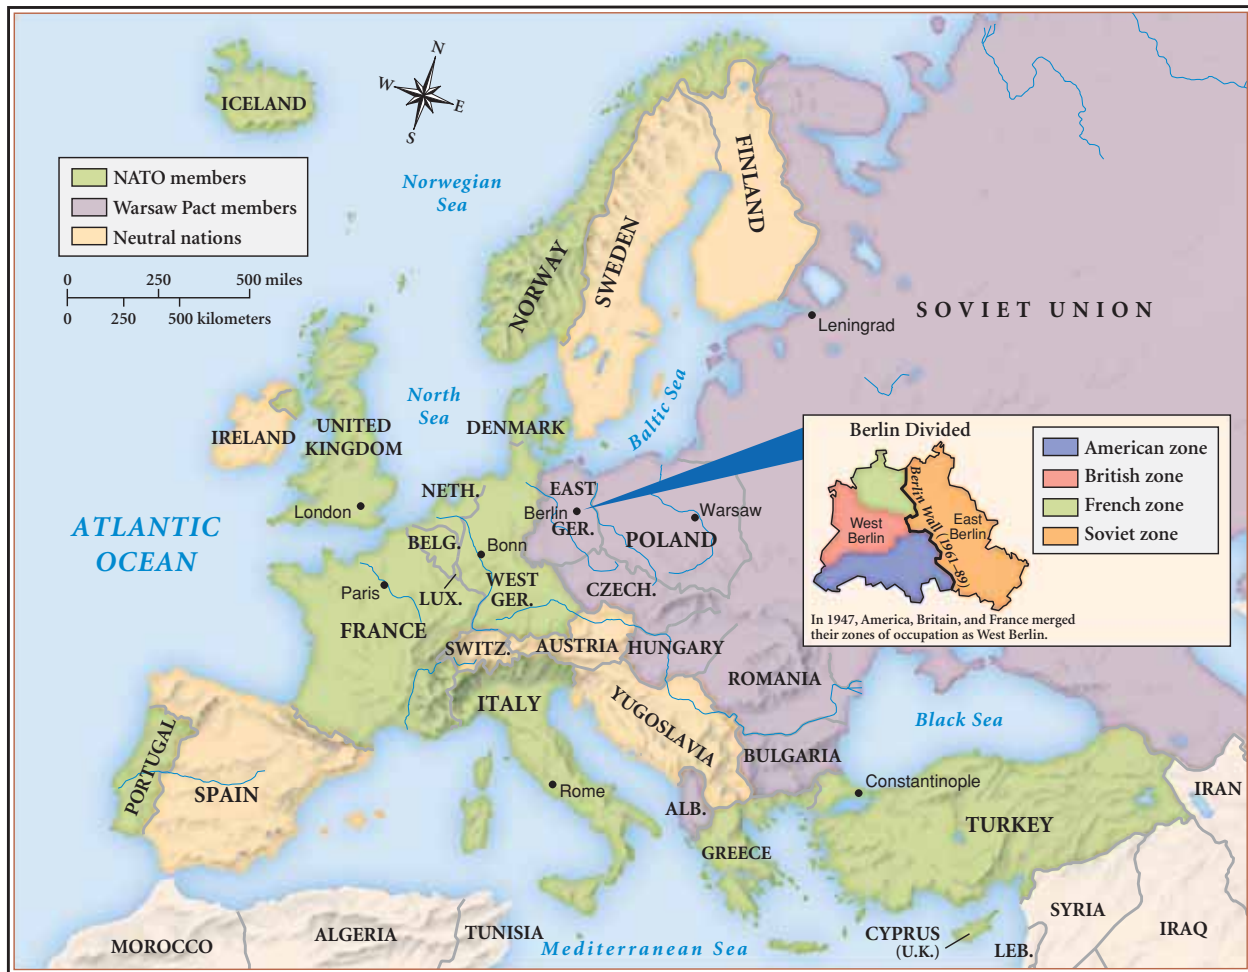 N
W
E
S
ICELAND
NATO members
Warsaw Pact members
Neutral nations
0 250 500 miles
0 250 500 kilometers
Norwegian
Sea
FINLAND
SWEDEN
NORWAY
SOVIET UNION
Leningrad
North
Sea
Baltic Sea
DENMARK
IRELAND
UNITED
KINGDOM
London
ATLANTIC
OCEAN
NETH.
BELG.
LUX.
Bonn
WEST
GER.
EAST
GER.
Berlin
Warsaw
POLAND
CZECH.
Paris
FRANCE
SWITZ.
AUSTRIA
HUNGARY
ROMANIA
ITALY
YUGOSLAVIA
BULGARIA
Black Sea
PORTUGAL
SPAIN
Rome
ALB.
GREECE
Constantinople
TURKEY
IRAN
SYRIA
IRAQ
LEB.
CYPRUS
(U.K.)
MOROCCO
ALGERIA
TUNISIA
Mediterranean Sea
Berlin Divided
West
Berlin
Berlin Wall (1961–89)
East
Berlin
American zone
British zone
French zone
Soviet zone
In 1947, America, Britain, and France merged
their zones of occupation as West Berlin.